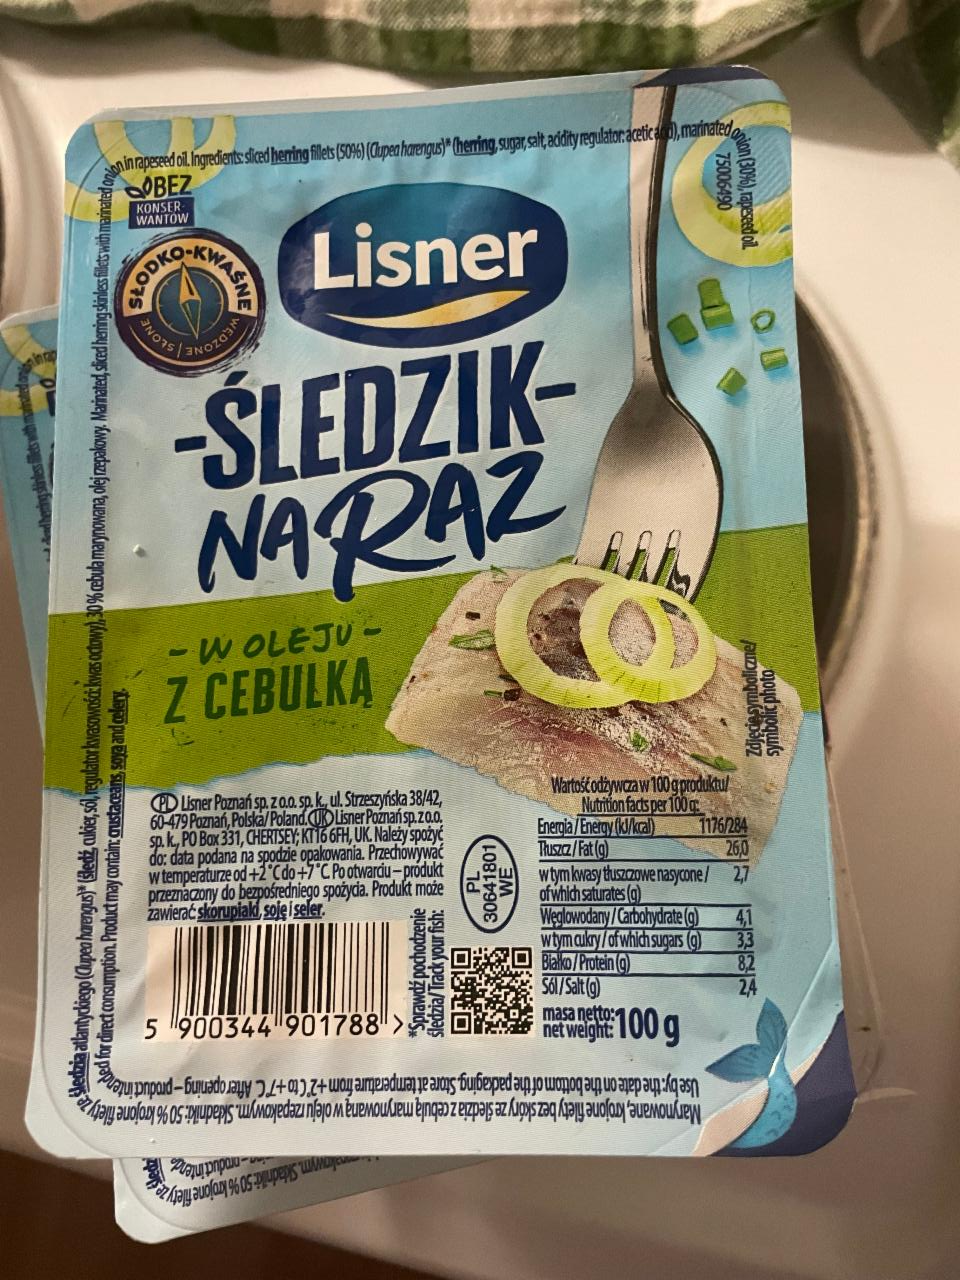 on in rapeseed oil. Ingredients: sliced herring fillets (50%) (Clupea harengus)* (herring, sugar, salt, acidity regulator: acetic acid), marinated onion (30%), rapeseed oil.
75006490
BEZ
KONSER-
WANTÓW
SŁODKO-KWAŚNE
WĘDZONE | SŁONE
Lisner
-ŚLEDZIK-
NA RAZ
- W OLEJU -
Z CEBULKĄ
Zdjęcie symboliczne/
symbolic photo
PL Lisner Poznań sp. z o.o. sp. k., ul. Strzeszyńska 38/42,
60-479 Poznań, Polska/Poland. UK Lisner Poznań sp. z o.o.
sp. k., PO Box 331, CHERTSEY, KT16 6FH, UK. Należy spożyć
do: data podana na spodzie opakowania. Przechowywać
w temperaturze od +2°C do +7°C. Po otwarciu – produkt
przeznaczony do bezpośredniego spożycia. Produkt może
zawierać skorupiaki, soję i seler.
PL
30641801
WE
Wartość odżywcza w 100 g produktu/
Nutrition facts per 100 g:
Energia/Energy (kJ/kcal) 1176/284
Tłuszcz/Fat (g) 26,0
w tym kwasy tłuszczowe nasycone/ 2,7
of which saturates (g)
Węglowodany/Carbohydrate (g) 4,1
w tym cukry/of which sugars (g) 3,3
Białko/Protein (g) 8,2
Sól/Salt (g) 2,4
masa netto:
net weight: 100 g
*Sprawdź pochodzenie
śledzia/Track your fish:
5 900344 901788 >
Marynowane, krojone filety bez skóry ze śledzia z cebulą marynowaną w oleju rzepakowym. Składniki: 50 % krojone filety ze
śledzia atlantyckiego (Clupea harengus)* (śledź, cukier, sól, regulator kwasowości: kwas octowy), 30 % cebula marynowana, olej rzepakowy. Marinated, sliced herring skinless fillets with marinated
Use by: the date on the bottom of the packaging. Store at temperature from +2°C to +7°C. After opening – product
intended for direct consumption. Product may contain: crustaceans, soya and celery.